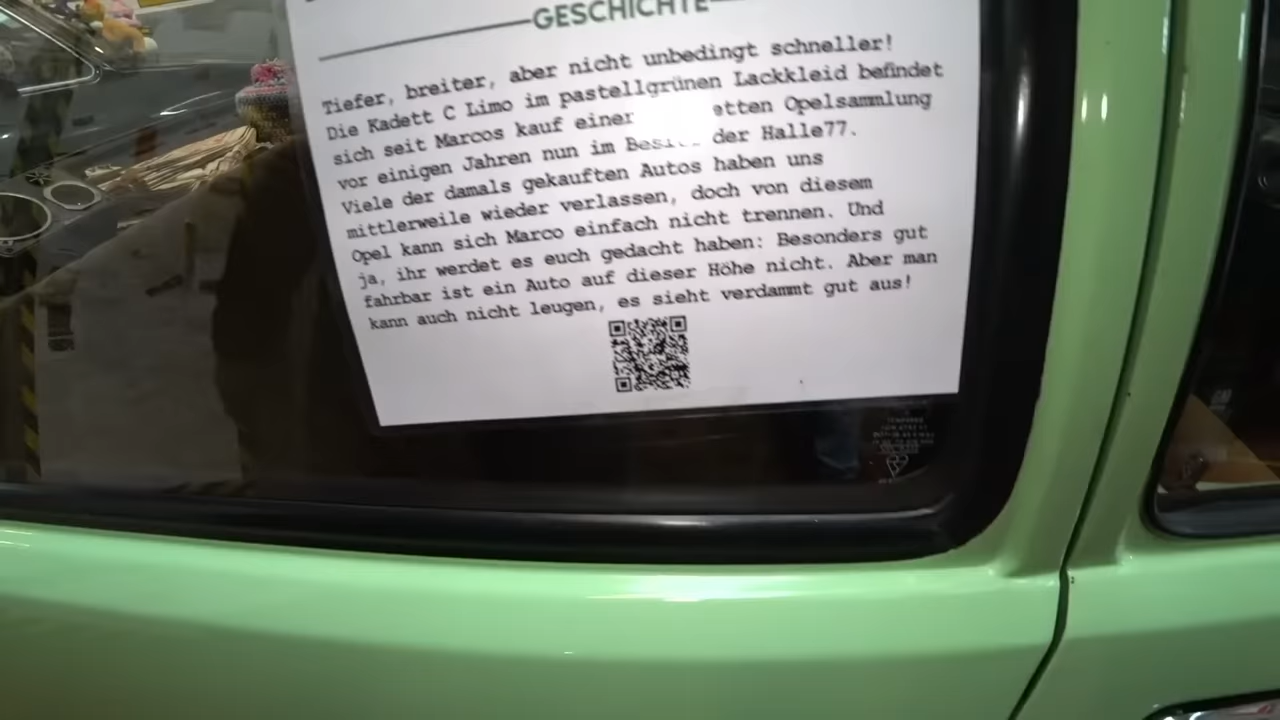 GESCHICHTE
Tiefer, breiter, aber nicht unbedingt schneller!
Die Kadett C Limo im pastellgrünen Lackkleid befindet
sich seit Marcos kauf einer Opelsammlung
vor einigen Jahren nun im der Halle77.
Viele der damals gekauften Autos haben uns
mittlerweile wieder verlassen, doch von diesem
Opel kann sich Marco einfach nicht trennen. Und
ja, ihr werdet es euch gedacht haben: Besonders gut
fahrbar ist ein Auto auf dieser Höhe nicht. Aber man
kann auch nicht leugen, es sieht verdammt gut aus!